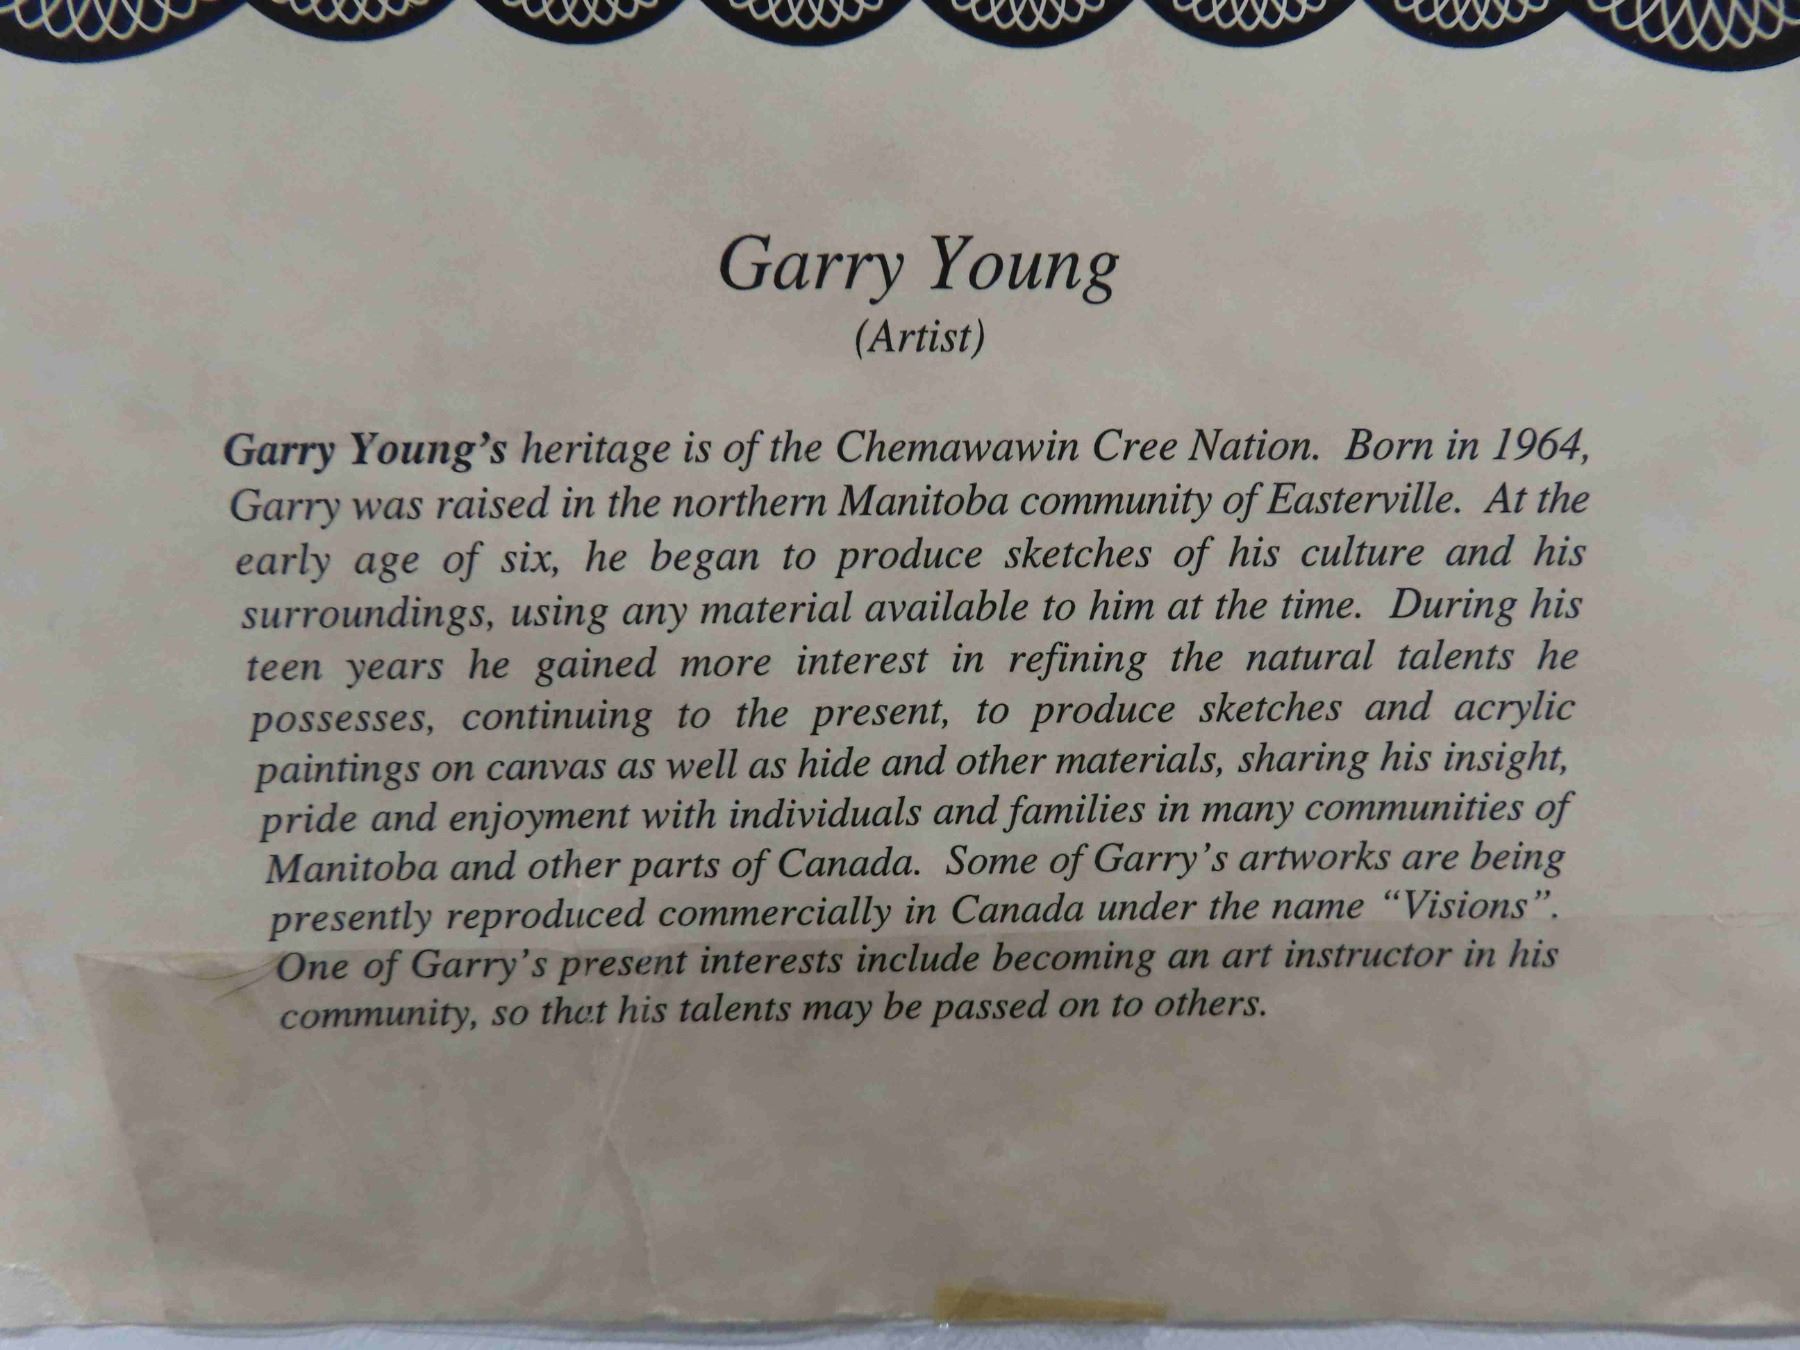 Garry Young
(Artist)
Garry Young's heritage is of the Chemawawin Cree Nation. Born in 1964,
Garry was raised in the northern Manitoba community of Easterville. At the
early age of six, he began to produce sketches of his culture and his
surroundings, using any material available to him at the time. During his
teen years he gained more interest in refining the natural talents he
possesses, continuing to the present, to produce sketches and acrylic
paintings on canvas as well as hide and other materials, sharing his insight,
pride and enjoyment with individuals and families in many communities of
Manitoba and other parts of Canada. Some of Garry's artworks are being
presently reproduced commercially in Canada under the name “Visions”.
One of Garry's present interests include becoming an art instructor in his
community, so that his talents may be passed on to others.